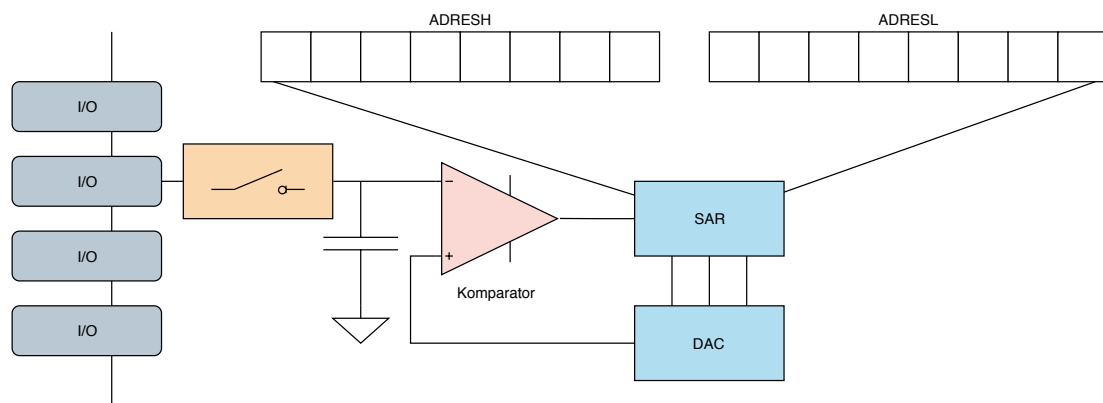 ADRESH
ADRESL
I/O
I/O
I/O
I/O
−
+
Komparator
SAR
DAC